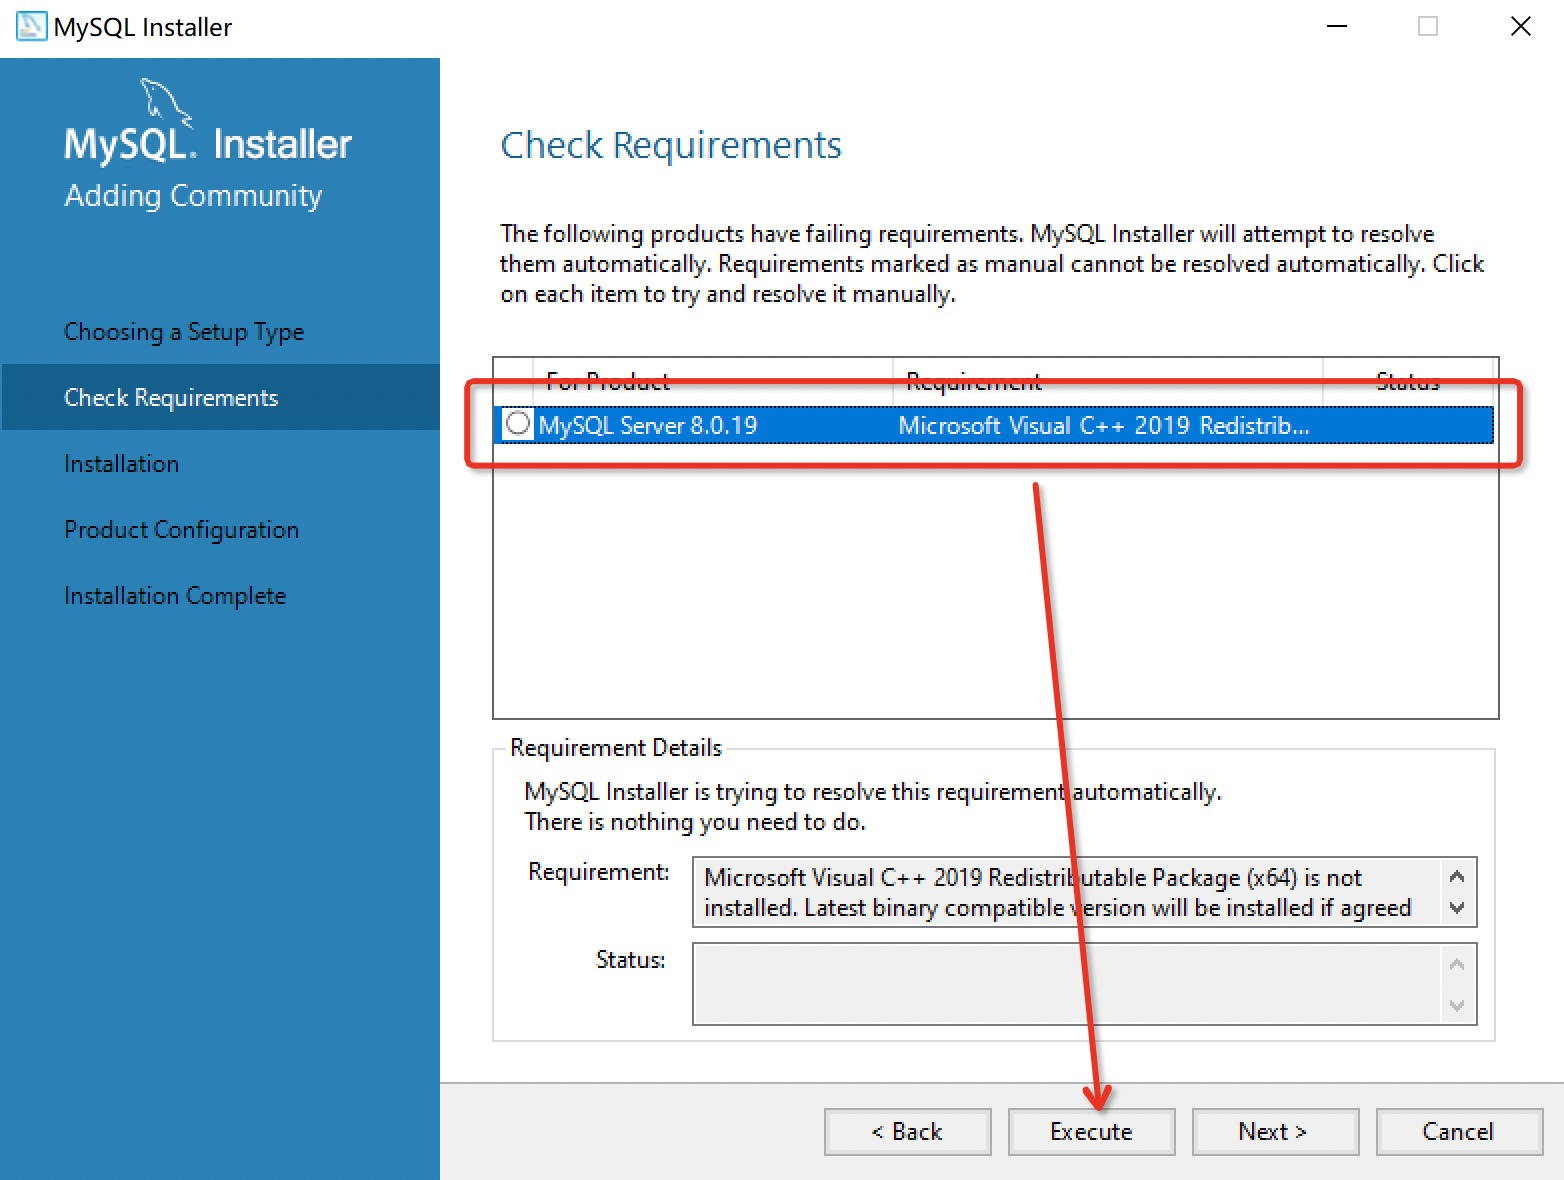 MySQL Installer
MySQL. Installer
Adding Community
Choosing a Setup Type
Check Requirements
Installation
Product Configuration
Installation Complete
Check Requirements
The following products have failing requirements. MySQL Installer will attempt to resolve
them automatically. Requirements marked as manual cannot be resolved automatically. Click
on each item to try and resolve it manually.
For Product Requirement Status
MySQL Server 8.0.19 Microsoft Visual C++ 2019 Redistrib...
Requirement Details
MySQL Installer is trying to resolve this requirement automatically.
There is nothing you need to do.
Requirement: Microsoft Visual C++ 2019 Redistributable Package (x64) is not
installed. Latest binary compatible version will be installed if agreed
Status:
< Back Execute Next > Cancel